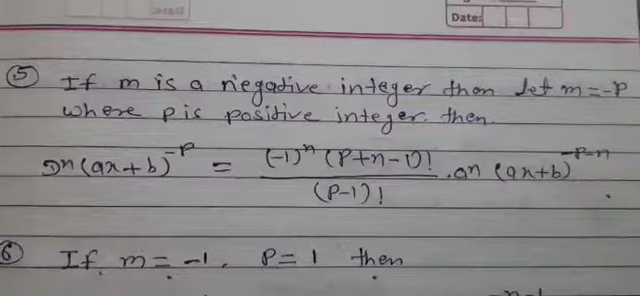 Date:
⑤ If m is a negative integer then let m = -P
where p is positive integer. then
Dn (ax+b)^-P = (-1)^n (P+n-1)! / (P-1)! . an (ax+b)^-P-n .
⑥ If m = -1, P = 1 then